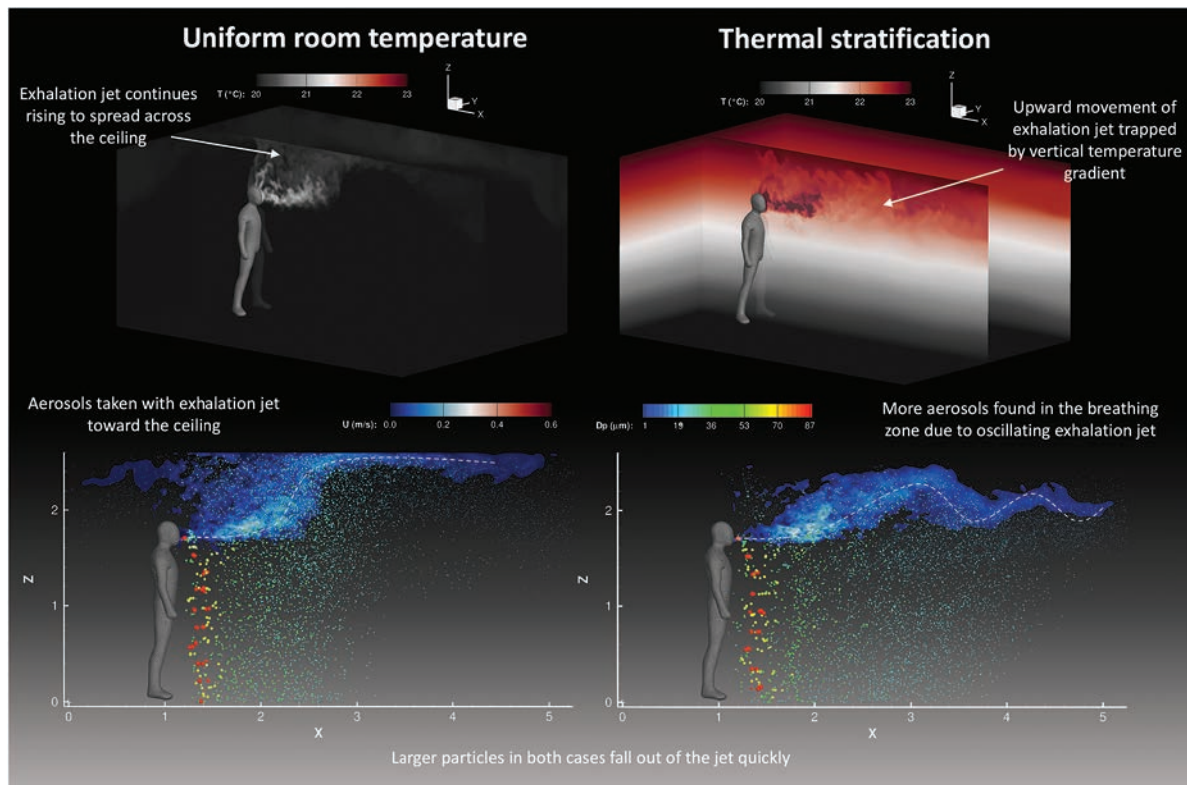 Uniform room temperature
Thermal stratification
T (°C): 20 21 22 23
Z
Y
X
Exhalation jet continues
rising to spread across
the ceiling
T (°C): 20 21 22 23
Z
Y
X
Upward movement of
exhalation jet trapped
by vertical temperature
gradient
Aerosols taken with exhalation jet
toward the ceiling
U (m/s): 0.0 0.2 0.4 0.6
Dp (µm): 1 19 36 53 70 87
More aerosols found in the breathing
zone due to oscillating exhalation jet
2
Z
1
0
0 1 2 3 4 5
X
2
Z
1
0
0 1 2 3 4 5
X
Larger particles in both cases fall out of the jet quickly